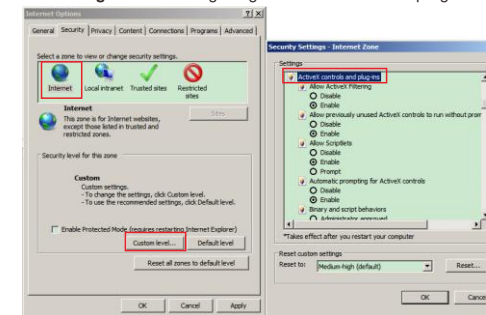 Internet Options
General Security Privacy Content Connections Programs Advanced
Select a zone to view or change security settings.
Internet Local intranet Trusted sites Restricted sites
Internet
This zone is for Internet websites,
except those listed in trusted and
restricted zones.
Sites
Security level for this zone
Custom
Custom settings.
- To change the settings, click Custom level.
- To use the recommended settings, click Default level.
Enable Protected Mode (requires restarting Internet Explorer)
Custom level... Default level
Reset all zones to default level
OK Cancel Apply
Security Settings - Internet Zone
Settings
ActiveX controls and plug-ins
Allow ActiveX Filtering
Disable
Enable
Allow previously unused ActiveX controls to run without prom
Disable
Enable
Allow Scriptlets
Disable
Enable
Prompt
Automatic prompting for ActiveX controls
Disable
Enable
Binary and script behaviors
Administrator approved
*Takes effect after you restart your computer
Reset custom settings
Reset to: Medium-high (default) Reset...
OK Cance